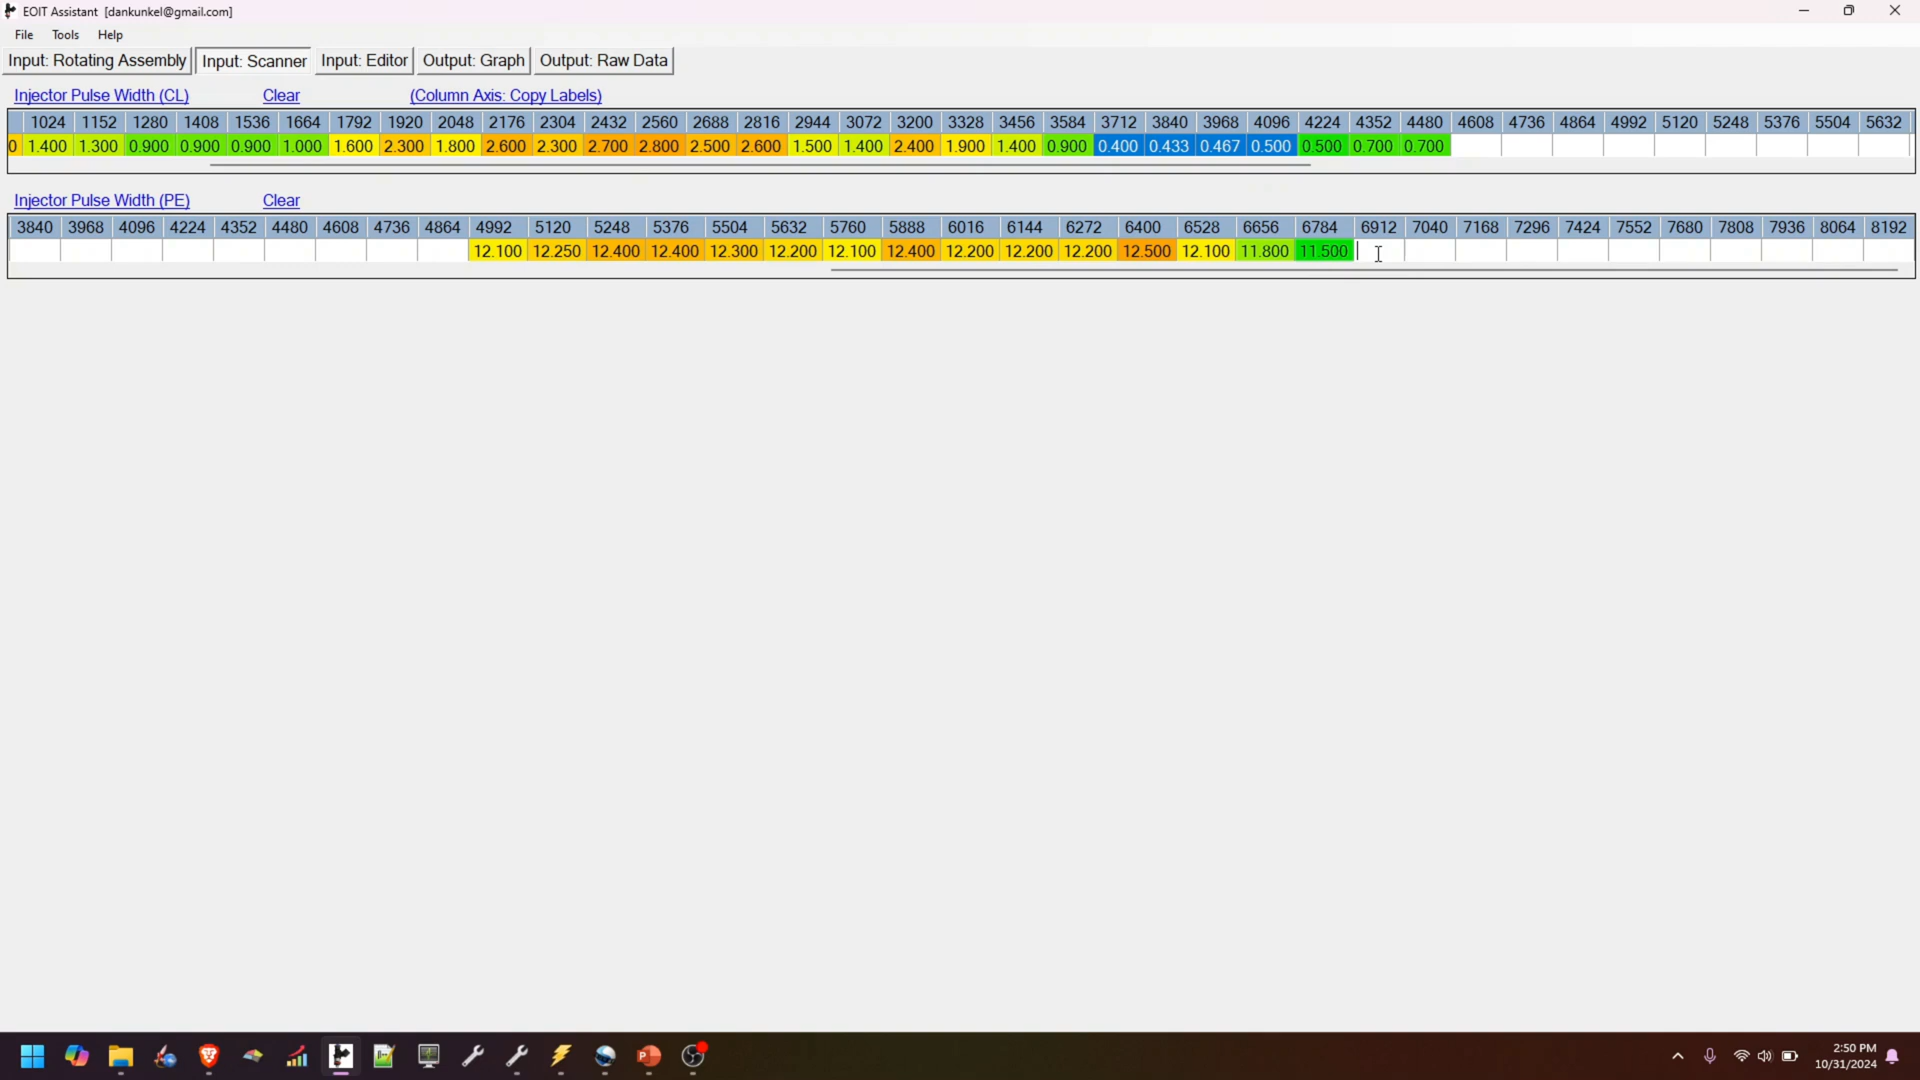 EOIT Assistant [dankunkel@gmail.com]
File Tools Help
Input: Rotating Assembly Input: Scanner Input: Editor Output: Graph Output: Raw Data
Injector Pulse Width (CL) Clear (Column Axis: Copy Labels)
1024 1152 1280 1408 1536 1664 1792 1920 2048 2176 2304 2432 2560 2688 2816 2944 3072 3200 3328 3456 3584 3712 3840 3968 4096 4224 4352 4480 4608 4736 4864 4992 5120 5248 5376 5504 5632
0 1.400 1.300 0.900 0.900 0.900 1.000 1.600 2.300 1.800 2.600 2.300 2.700 2.800 2.500 2.600 1.500 1.400 2.400 1.900 1.400 0.900 0.400 0.433 0.467 0.500 0.500 0.700 0.700
Injector Pulse Width (PE) Clear
3840 3968 4096 4224 4352 4480 4608 4736 4864 4992 5120 5248 5376 5504 5632 5760 5888 6016 6144 6272 6400 6528 6656 6784 6912 7040 7168 7296 7424 7552 7680 7808 7936 8064 8192
12.100 12.250 12.400 12.400 12.300 12.200 12.100 12.400 12.200 12.200 12.200 12.500 12.100 11.800 11.500
2:50 PM
10/31/2024